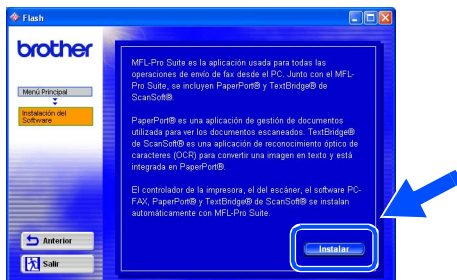 Flash
brother
Menú Principal
Instalación del
Software
MFL-Pro Suite es la aplicación usada para todas las
operaciones de envío de fax desde el PC. Junto con el MFL-
Pro Suite, se incluyen PaperPort® y TextBridge® de
ScanSoft®.
PaperPort® es una aplicación de gestión de documentos
utilizada para ver los documentos escaneados. TextBridge®
de ScanSoft® es una aplicación de reconocimiento óptico de
caracteres (OCR) para convertir una imagen en texto y está
integrada en PaperPort®.
El controlador de la impresora, el del escáner, el software PC-
FAX, PaperPort® y TextBridge® de ScanSoft® se instalan
automáticamente con MFL-Pro Suite.
Anterior
Salir
Instalar